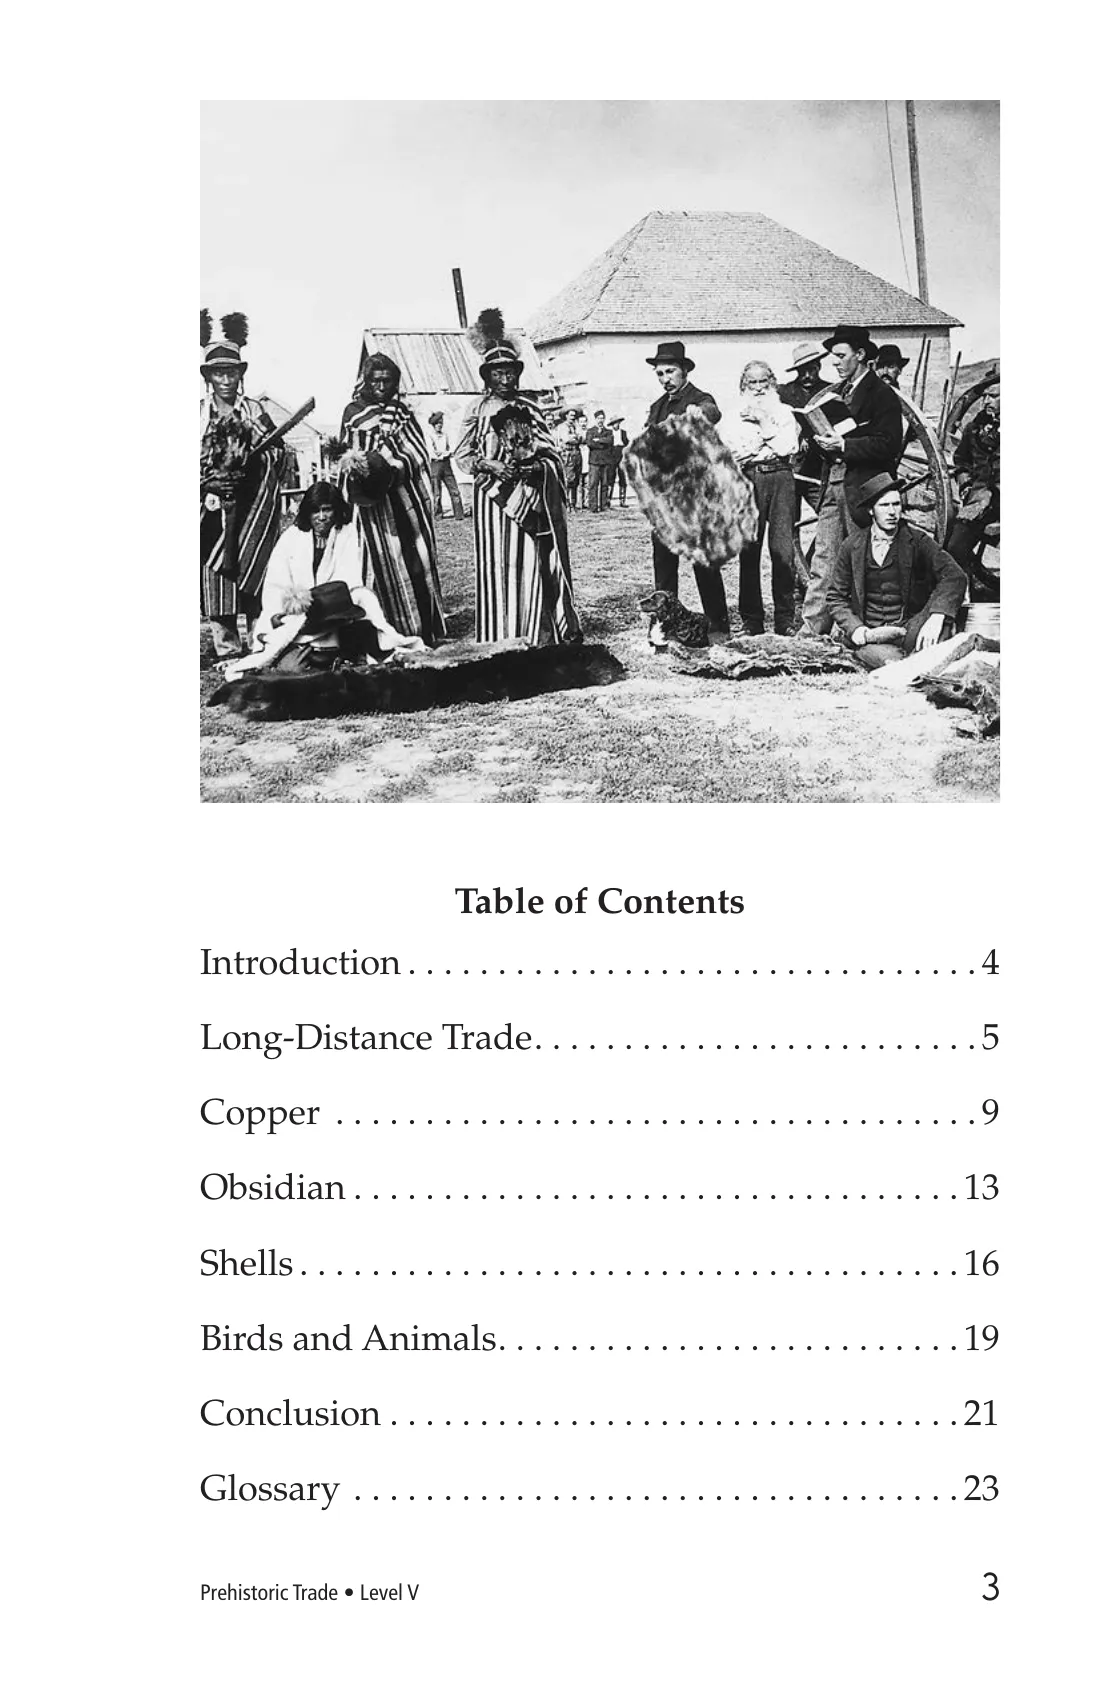 Table of Contents
Introduction . . . . . . . . . . . . . . . . . . . . . . . . . . . . . . . . 4
Long-Distance Trade. . . . . . . . . . . . . . . . . . . . . . . . . 5
Copper . . . . . . . . . . . . . . . . . . . . . . . . . . . . . . . . . . . . 9
Obsidian . . . . . . . . . . . . . . . . . . . . . . . . . . . . . . . . . . 13
Shells . . . . . . . . . . . . . . . . . . . . . . . . . . . . . . . . . . . . . 16
Birds and Animals. . . . . . . . . . . . . . . . . . . . . . . . . . 19
Conclusion . . . . . . . . . . . . . . . . . . . . . . . . . . . . . . . . 21
Glossary . . . . . . . . . . . . . . . . . . . . . . . . . . . . . . . . . . 23
Prehistoric Trade • Level V 3